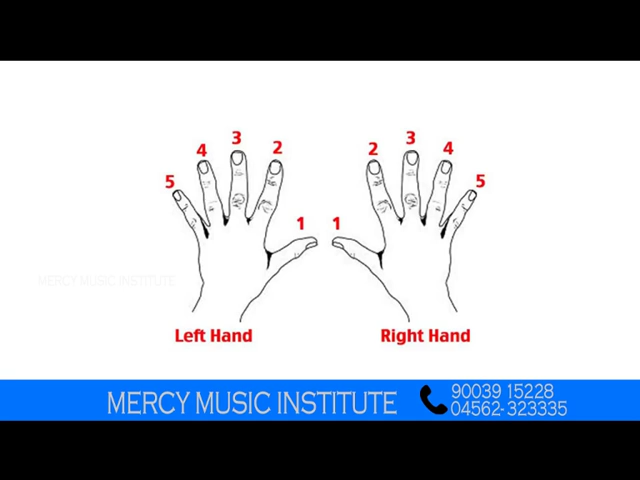 3 3
4 2 2 4
5 5
1 1
MERCY MUSIC INSTITUTE
Left Hand Right Hand
MERCY MUSIC INSTITUTE
90039 15228
04562-323335